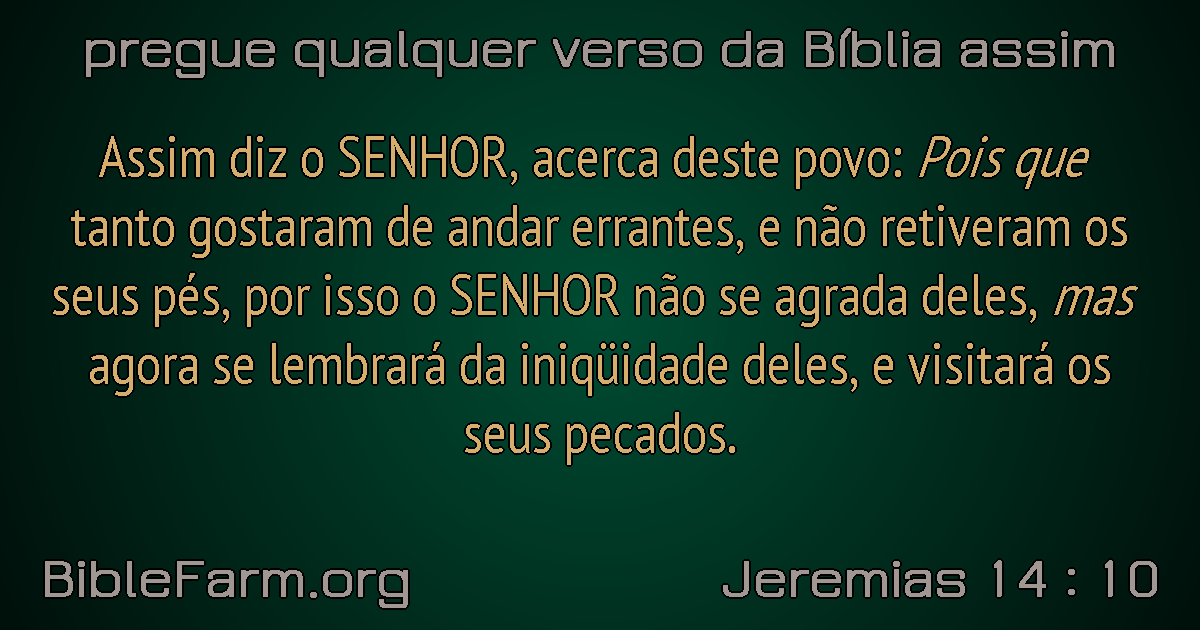 pregue qualquer verso da Bíblia assim
Assim diz o SENHOR, acerca deste povo: Pois que
tanto gostaram de andar errantes, e não retiveram os
seus pés, por isso o SENHOR não se agrada deles, mas
agora se lembrará da iniqüidade deles, e visitará os
seus pecados.
BibleFarm.org
Jeremias 14 : 10